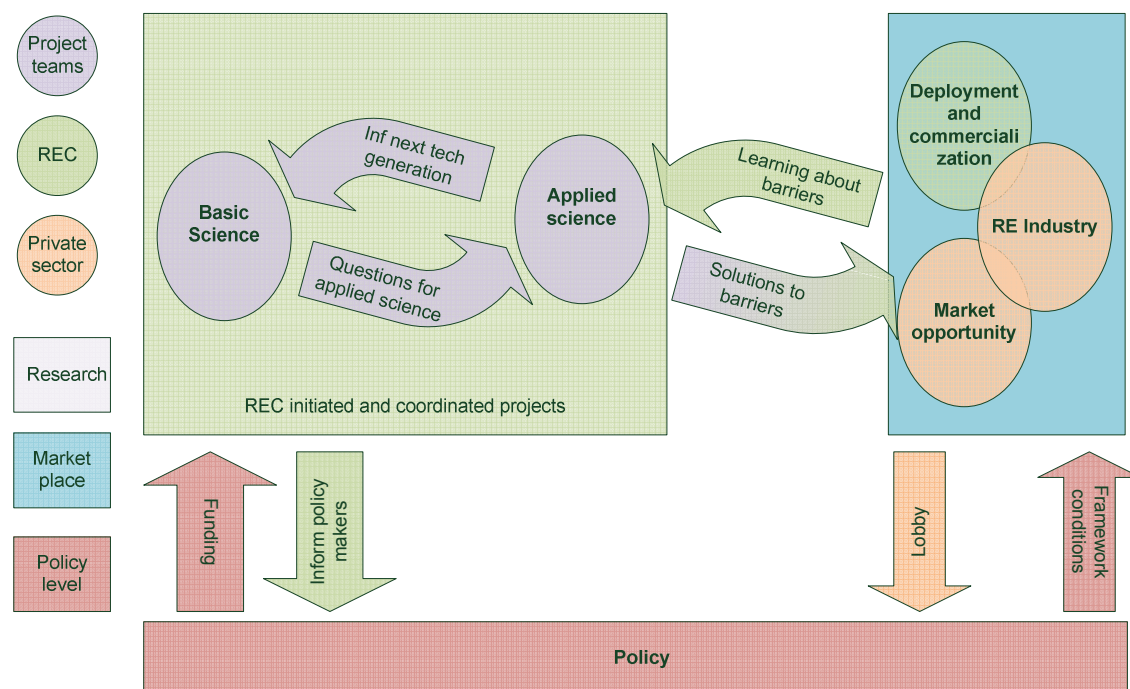 Project
teams
REC
Private
sector
Research
Market
place
Policy
level
Basic
Science
Inf next tech
generation
Questions for
applied science
Applied
science
REC initiated and coordinated projects
Learning about
barriers
Solutions to
barriers
Deployment
and
commerciali
zation
RE Industry
Market
opportunity
Funding
Inform policy
makers
Lobby
Framework
conditions
Policy